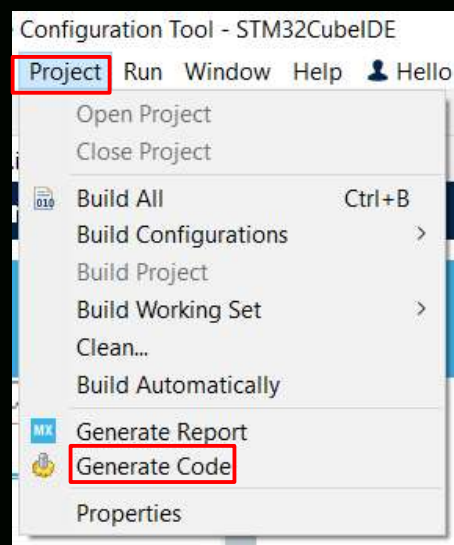 Configuration Tool - STM32CubeIDE
Project Run Window Help Hello
Open Project
Close Project
Build All Ctrl+B
Build Configurations >
Build Project
Build Working Set >
Clean...
Build Automatically
MX Generate Report
Generate Code
Properties